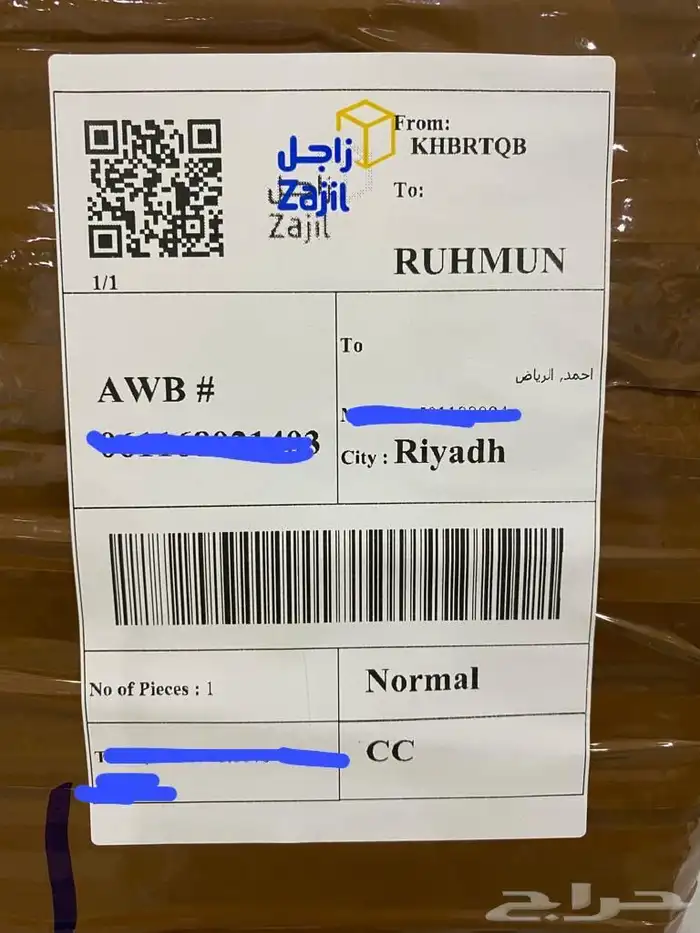 زاجل
Zajil
زاجل
Zajil
From:
KHBRTQB
To:
RUHMUN
1/1
To
احمد, الرياض
AWB #
City : Riyadh
No of Pieces : 1
Normal
CC
حراج